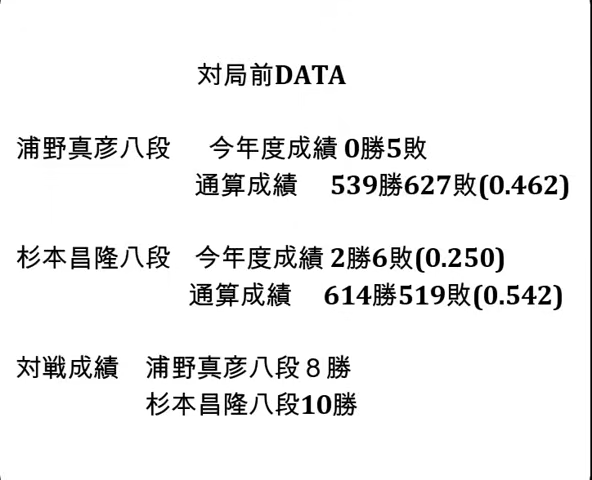 対局前DATA
浦野真彦八段 今年度成績 0勝5敗
通算成績 539勝627敗(0.462)
杉本昌隆八段 今年度成績 2勝6敗(0.250)
通算成績 614勝519敗(0.542)
対戦成績 浦野真彦八段８勝
杉本昌隆八段10勝